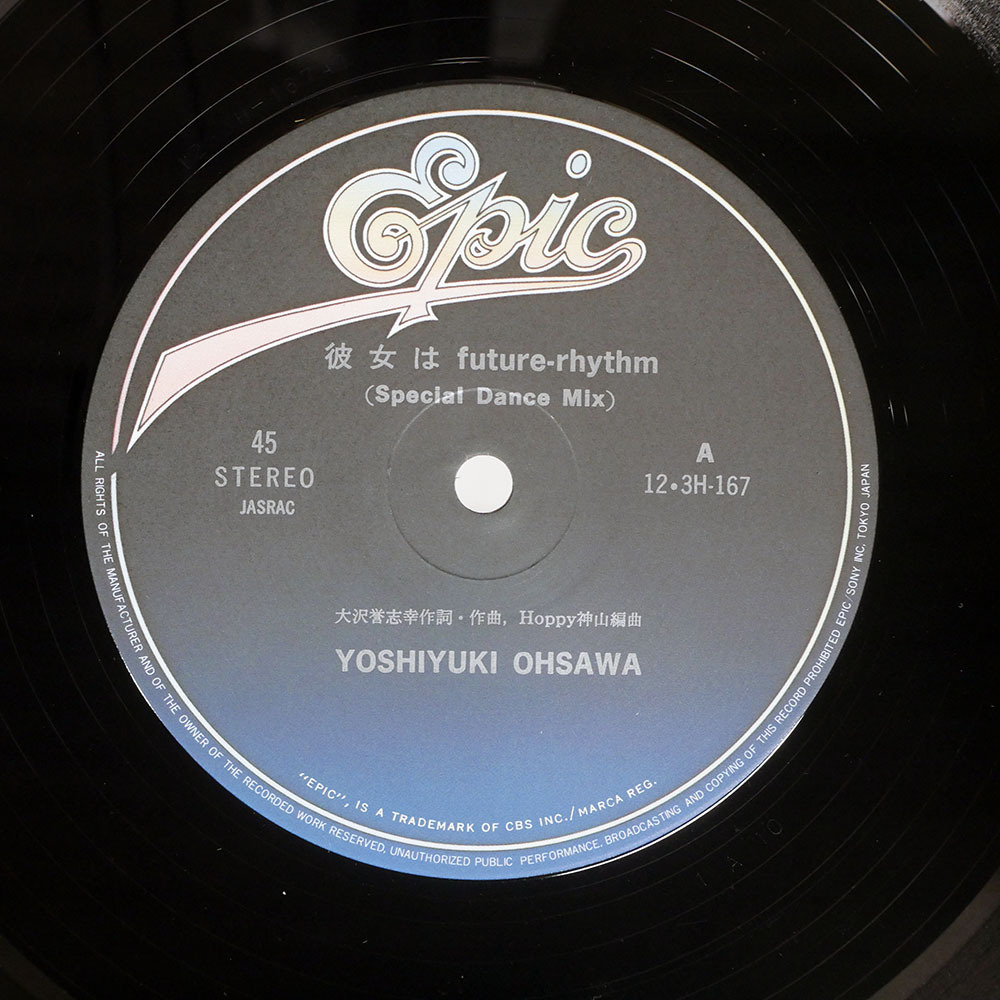 Epic
彼女は future-rhythm
(Special Dance Mix)
45
STEREO
JASRAC
A
12•3H-167
大沢誉志幸作詞・作曲, Hoppy神山編曲
YOSHIYUKI OHSAWA
"EPIC", IS A TRADEMARK OF CBS INC./MARCA REG.
ALL RIGHTS OF THE MANUFACTURER AND OF THE OWNER OF THE RECORDED WORK RESERVED, UNAUTHORIZED PUBLIC PERFORMANCE, BROADCASTING AND COPYING OF THIS RECORD PROHIBITED EPIC/SONY INC. TOKYO JAPAN